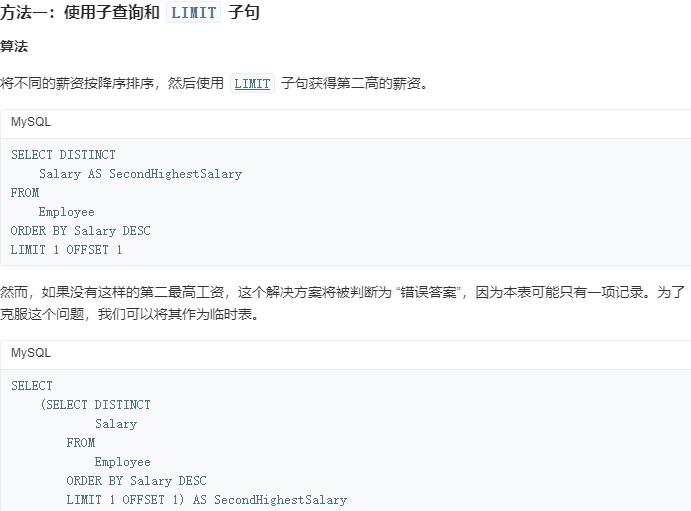 方法一：使用子查询和 LIMIT 子句
算法
将不同的薪资按降序排序，然后使用 LIMIT 子句获得第二高的薪资。
MySQL
SELECT DISTINCT
    Salary AS SecondHighestSalary
FROM
    Employee
ORDER BY Salary DESC
LIMIT 1 OFFSET 1
然而，如果没有这样的第二最高工资，这个解决方案将被判断为 “错误答案”，因为本表可能只有一项记录。为了
克服这个问题，我们可以将其作为临时表。
MySQL
SELECT
    (SELECT DISTINCT
            Salary
        FROM
            Employee
        ORDER BY Salary DESC
        LIMIT 1 OFFSET 1) AS SecondHighestSalary